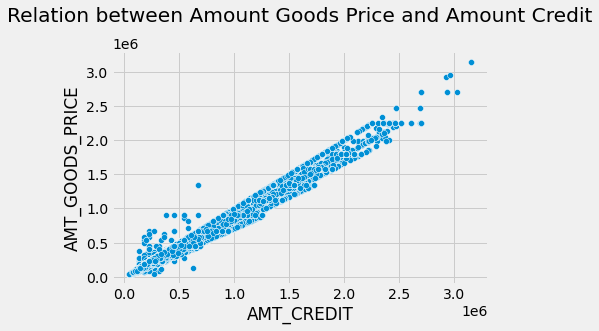 Relation between Amount Goods Price and Amount Credit
1e6
3.0
2.5
2.0
1.5
1.0
0.5
0.0
AMT_GOODS_PRICE
0.0 0.5 1.0 1.5 2.0 2.5 3.0
1e6
AMT_CREDIT